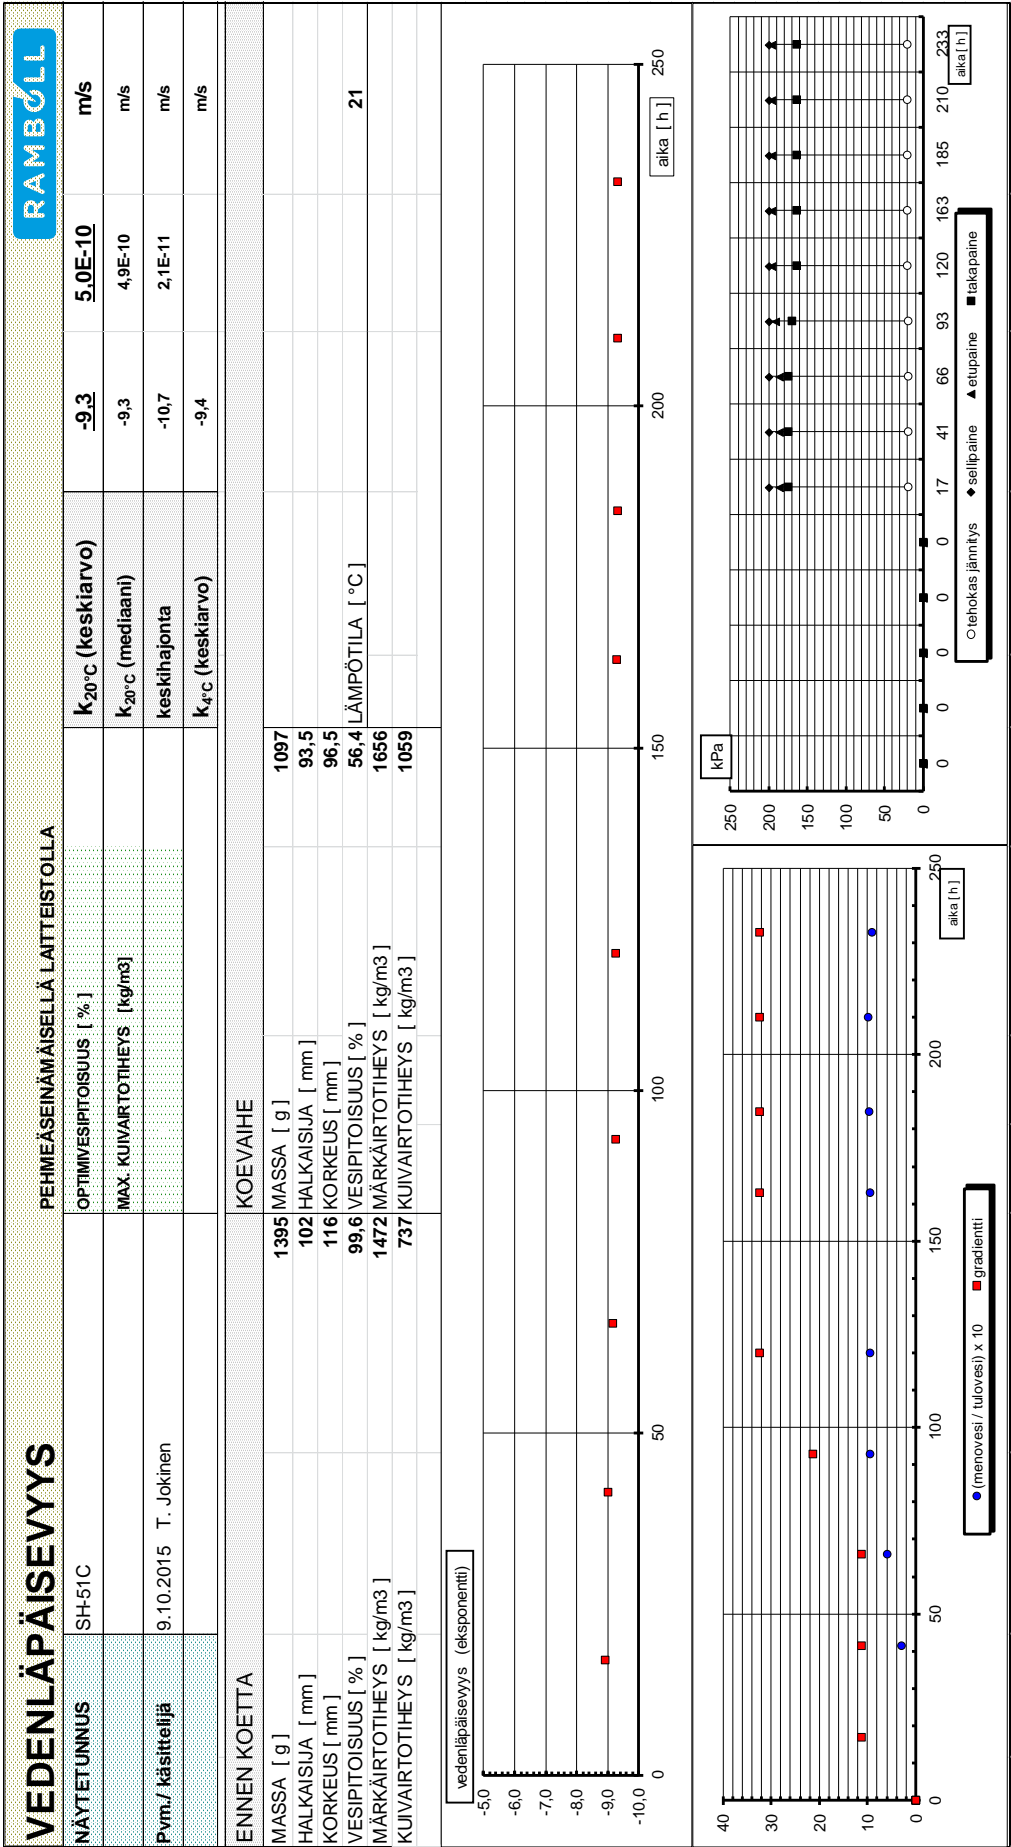 VEDENLÄPÄISEVYYS
PEHMEÄSEINÄMÄISELLÄ LAITTEISTOLLA
RAMBOLL
NÄYTETUNNUS SH-51C OPTIMIVESIPITOISUUS [ % ] k20°C (keskiarvo) -9,3 5,0E-10 m/s
MAX. KUIVAIRTOTIHEYS [kg/m3] k20°C (mediaani) -9,3 4,9E-10 m/s
Pvm./ käsittelijä 9.10.2015 T. Jokinen keskihajonta -10,7 2,1E-11 m/s
k4°C (keskiarvo) -9,4 m/s
ENNEN KOETTA KOEVAIHE
MASSA [ g ] 1395 MASSA [ g ] 1097
HALKAISIJA [ mm ] 102 HALKAISIJA [ mm ] 93,5
KORKEUS [ mm ] 116 KORKEUS [ mm ] 96,5
VESIPITOISUUS [ % ] 99,6 VESIPITOISUUS [ % ] 56,4 LÄMPÖTILA [ °C ] 21
MÄRKÄIRTOTIHEYS [ kg/m3 ] 1472 MÄRKÄIRTOTIHEYS [ kg/m3 ] 1656
KUIVAIRTOTIHEYS [ kg/m3 ] 737 KUIVAIRTOTIHEYS [ kg/m3 ] 1059
vedenläpäisevyys (eksponentti)
-5,0
-6,0
-7,0
-8,0
-9,0
-10,0
0 50 100 150 200 250
aika [ h ]
40
30
20
10
0
0 50 100 150 200 250
aika [ h ]
(menovesi / tulovesi) x 10 gradientti
kPa
250
200
150
100
50
0
0 0 0 0 0 17 41 66 93 120 163 185 210 233
aika [ h ]
tehokas jännitys sellipaine etupaine takapaine